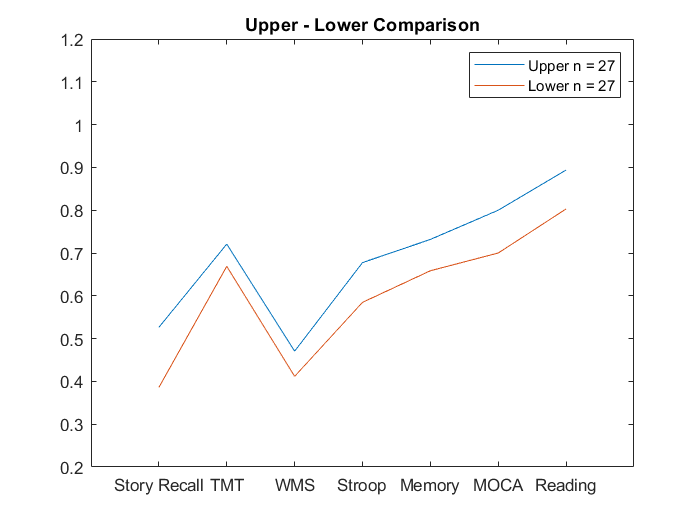 Upper - Lower Comparison
1.2
1.1
1
0.9
0.8
0.7
0.6
0.5
0.4
0.3
0.2
Upper n = 27
Lower n = 27
Story Recall TMT WMS Stroop Memory MOCA Reading